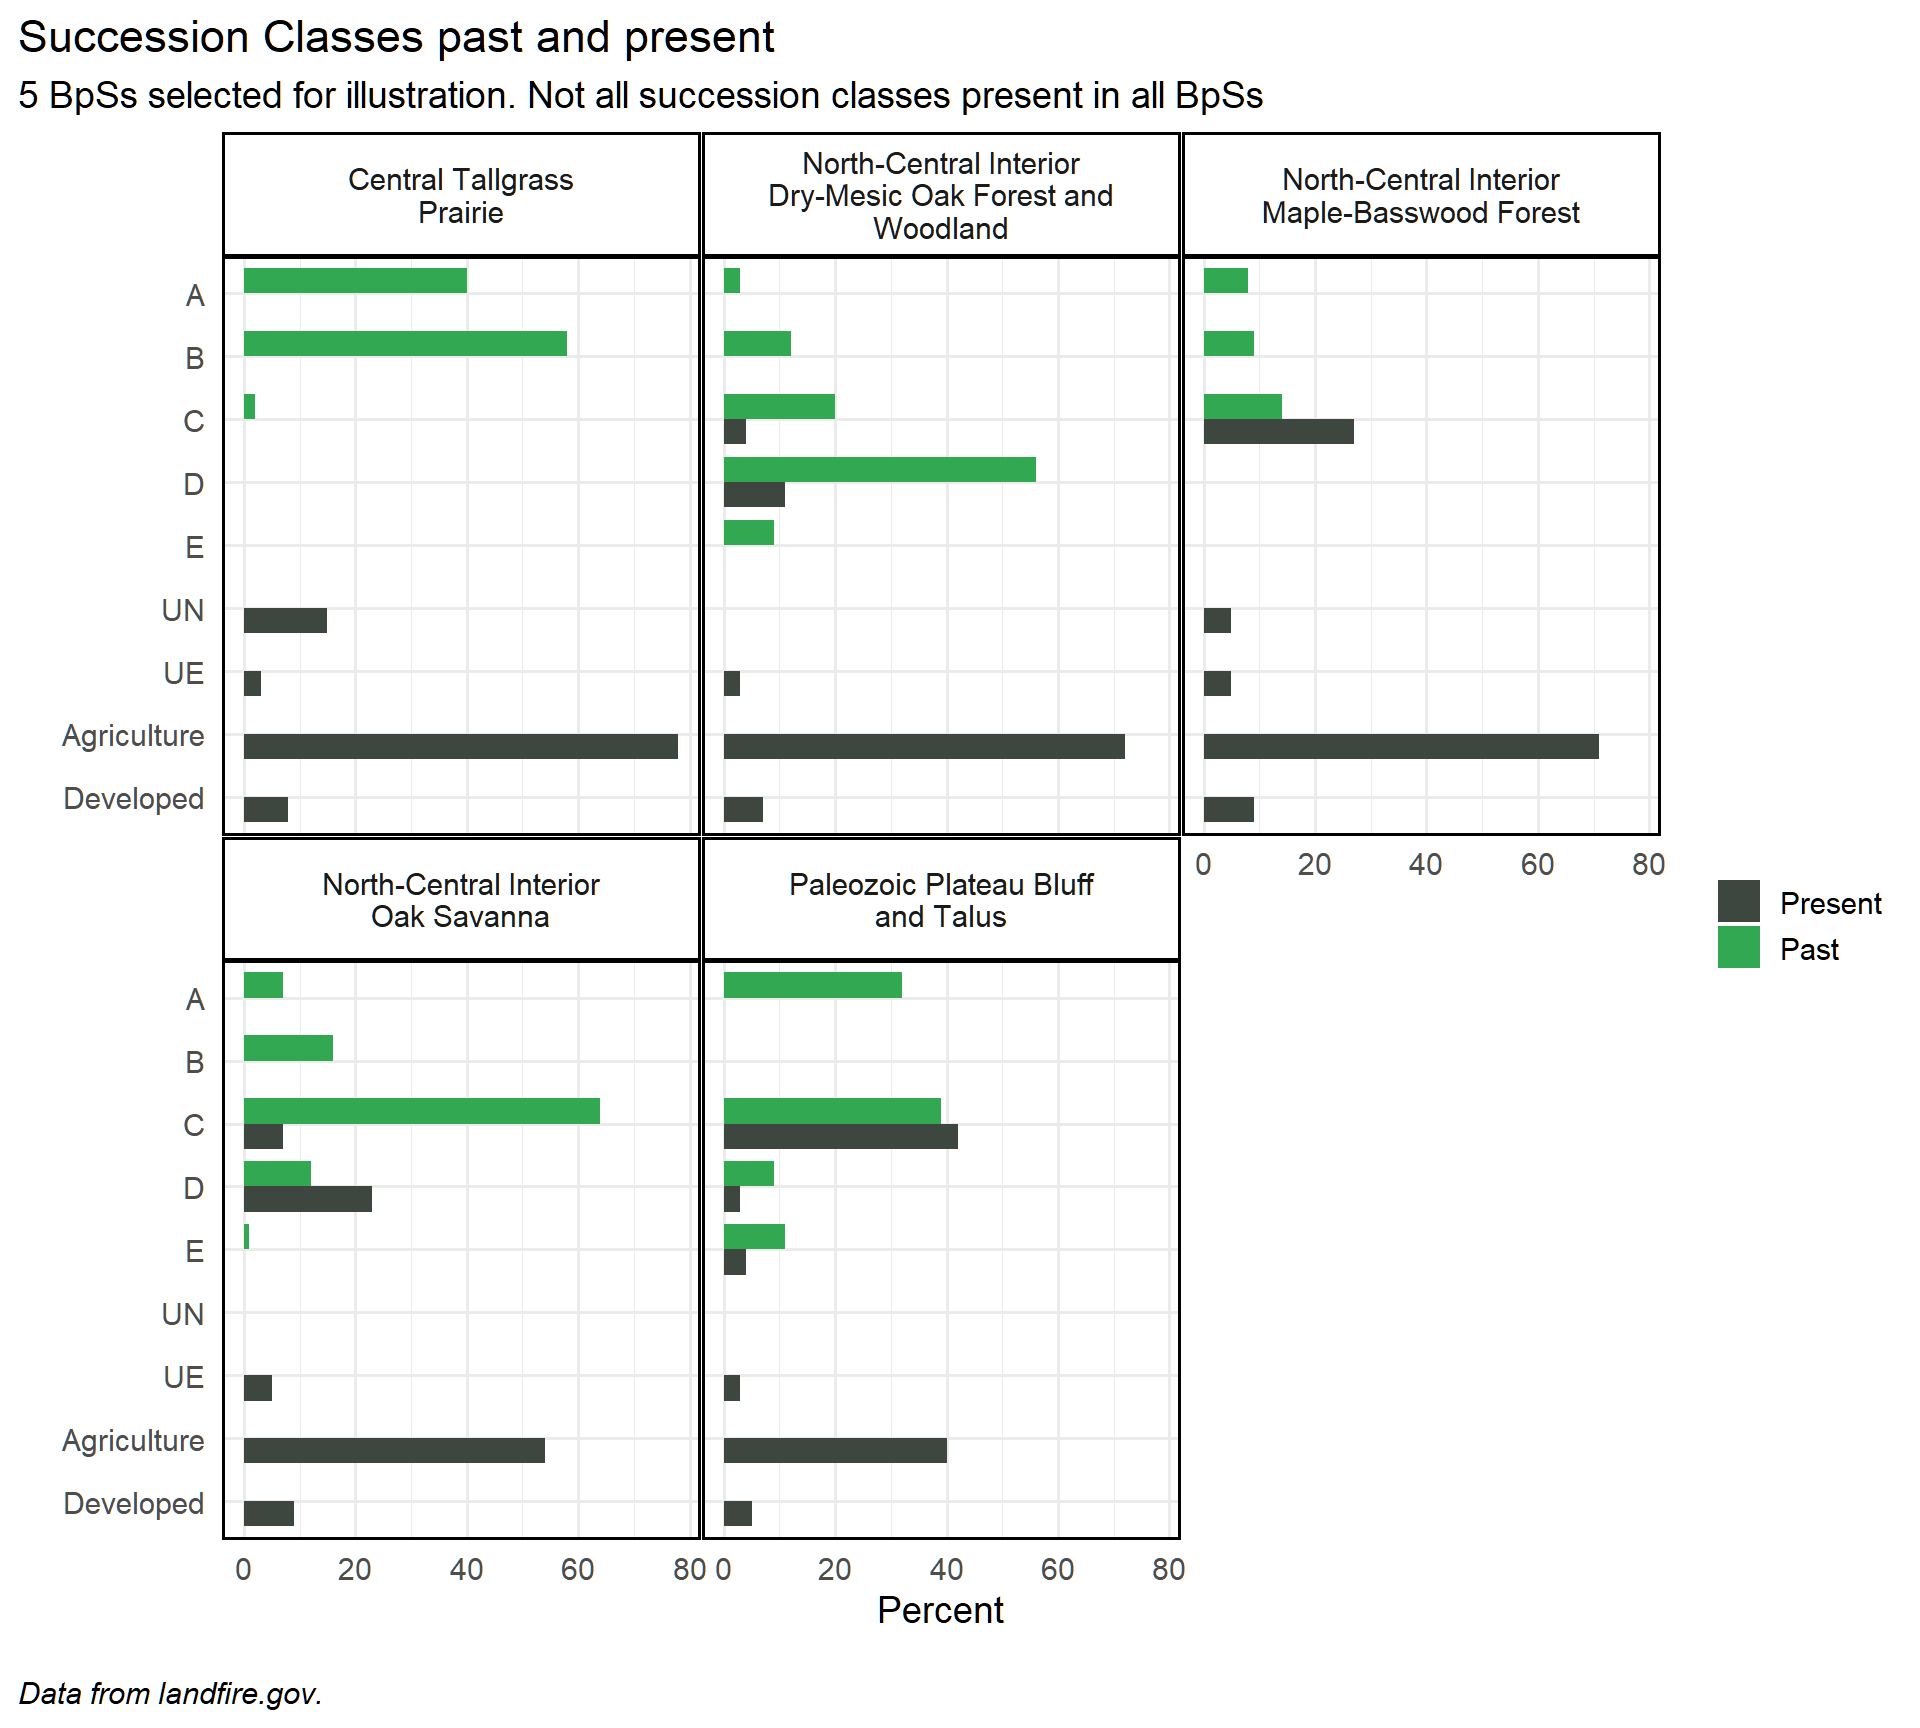 Succession Classes past and present
5 BpSs selected for illustration. Not all succession classes present in all BpSs
Central Tallgrass
Prairie
North-Central Interior
Dry-Mesic Oak Forest and
Woodland
North-Central Interior
Maple-Basswood Forest
A
B
C
D
E
UN
UE
Agriculture
Developed
0 20 40 60 80
North-Central Interior
Oak Savanna
Paleozoic Plateau Bluff
and Talus
A
B
C
D
E
UN
UE
Agriculture
Developed
0 20 40 60 80 0 20 40 60 80
Percent
Present
Past
Data from landfire.gov.